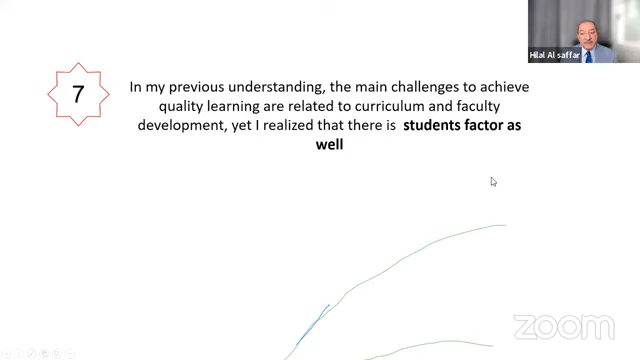 Hilal Al saffar
7
In my previous understanding, the main challenges to achieve
quality learning are related to curriculum and faculty
development, yet I realized that there is students factor as
well
zoom